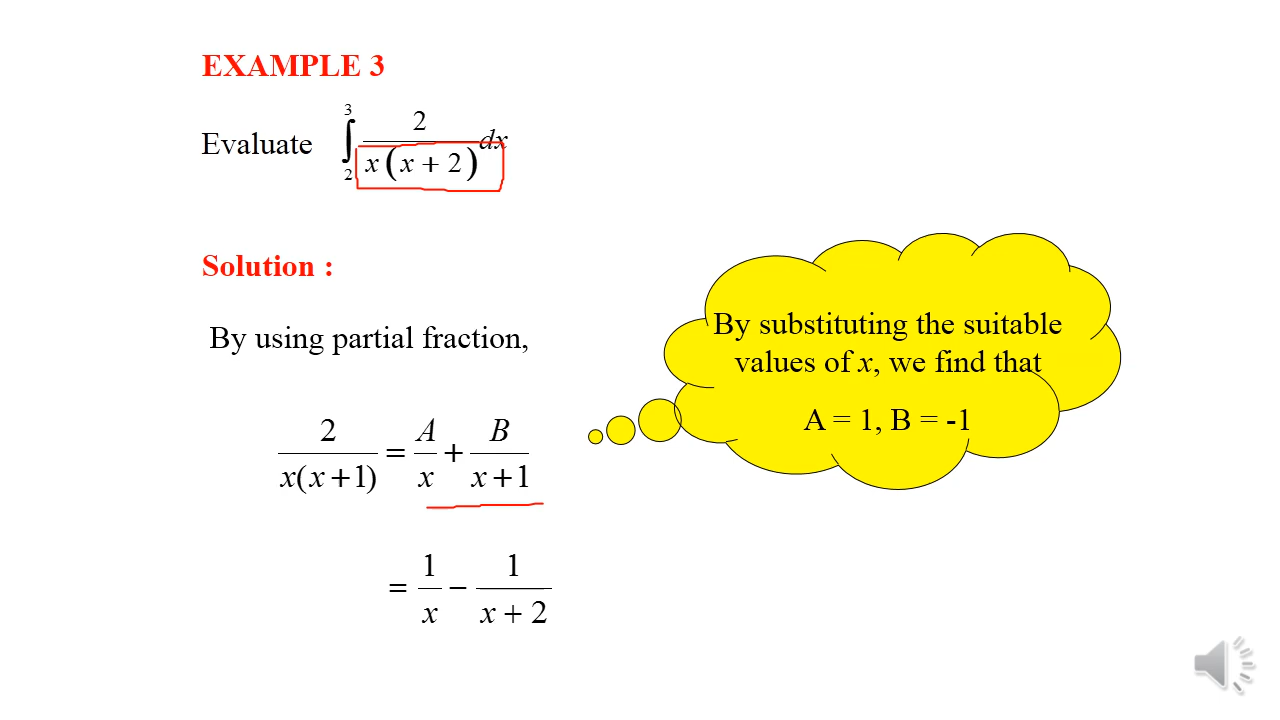 EXAMPLE 3
Evaluate ∫₂³ 2/(x(x + 2)) dx
Solution :
By using partial fraction,
2/(x(x+1)) = A/x + B/(x+1)
= 1/x − 1/(x + 2)
By substituting the suitable
values of x, we find that
A = 1, B = -1